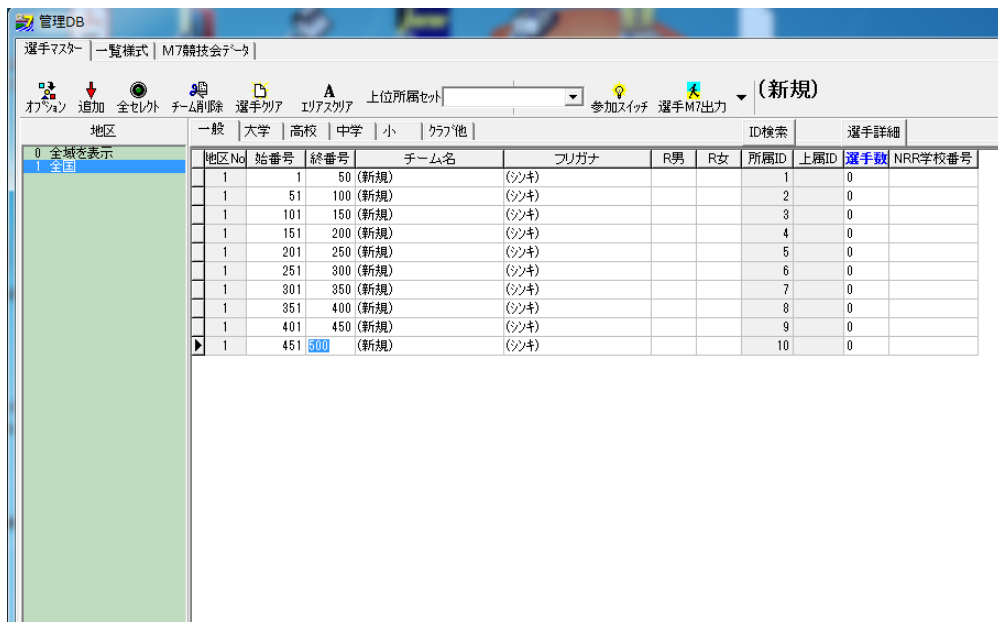 管理DB
選手マスター 一覧様式 M7競技会データ
オプション 追加 全セレクト チーム削除 選手クリア エリアスクリア 上位所属セット 参加スイッチ 選手M7出力 (新規)
地区 一般 大学 高校 中学 小 クラブ他 ID検索 選手詳細
0 全域を表示
1 全国
地区No 始番号 終番号 チーム名 フリガナ R男 R女 所属ID 上属ID 選手数 NRR学校番号
1 1 50 (新規) (シンキ) 1 0
1 51 100 (新規) (シンキ) 2 0
1 101 150 (新規) (シンキ) 3 0
1 151 200 (新規) (シンキ) 4 0
1 201 250 (新規) (シンキ) 5 0
1 251 300 (新規) (シンキ) 6 0
1 301 350 (新規) (シンキ) 7 0
1 351 400 (新規) (シンキ) 8 0
1 401 450 (新規) (シンキ) 9 0
1 451 500 (新規) (シンキ) 10 0